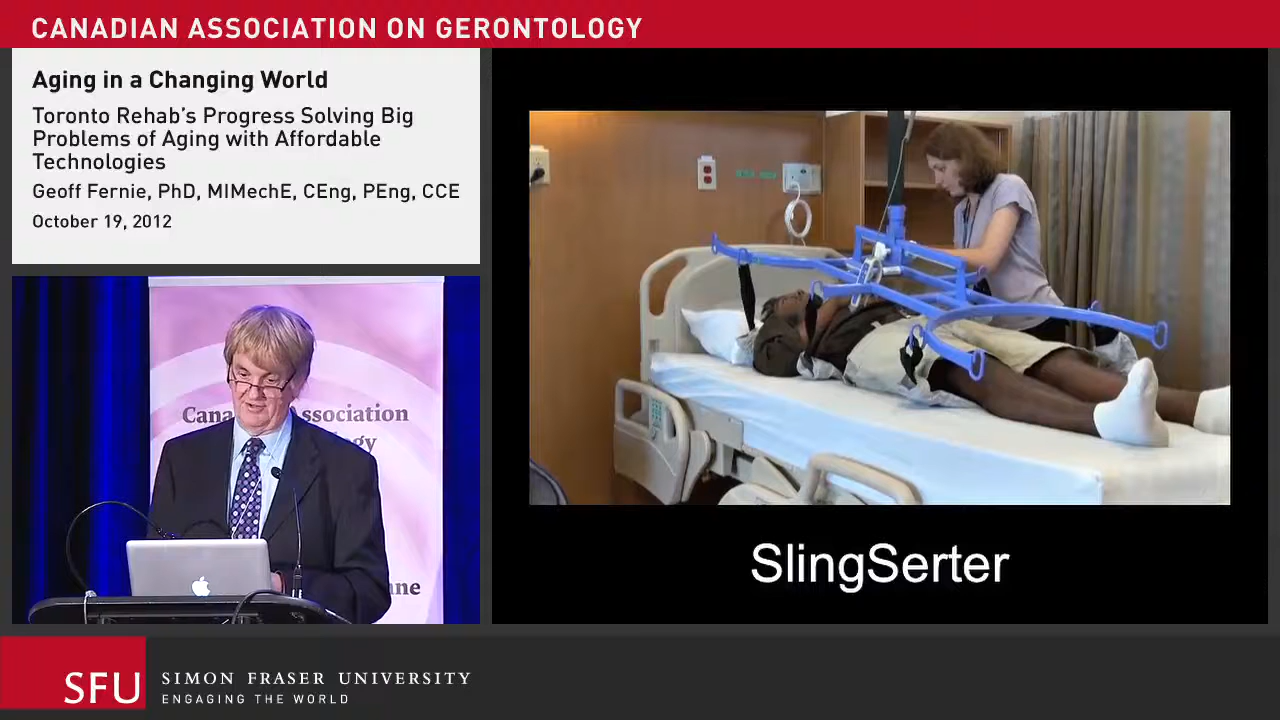 CANADIAN ASSOCIATION ON GERONTOLOGY
Aging in a Changing World
Toronto Rehab's Progress Solving Big
Problems of Aging with Affordable
Technologies
Geoff Fernie, PhD, MIMechE, CEng, PEng, CCE
October 19, 2012
SlingSerter
SFU
SIMON FRASER UNIVERSITY
ENGAGING THE WORLD